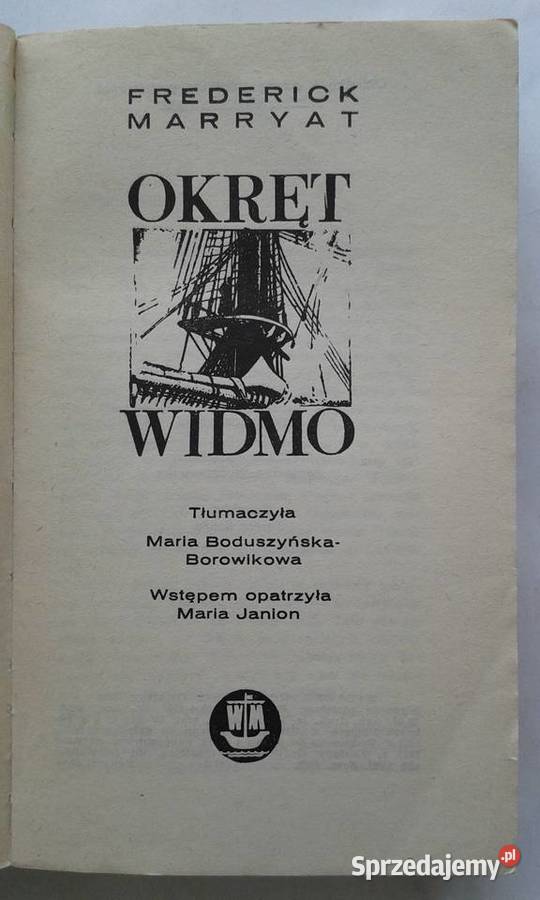 FREDERICK
MARRYAT
OKRĘT
WIDMO
Tłumaczyła
Maria Boduszyńska-
Borowikowa
Wstępem opatrzyła
Maria Janion
WM
Sprzedajemy.pl